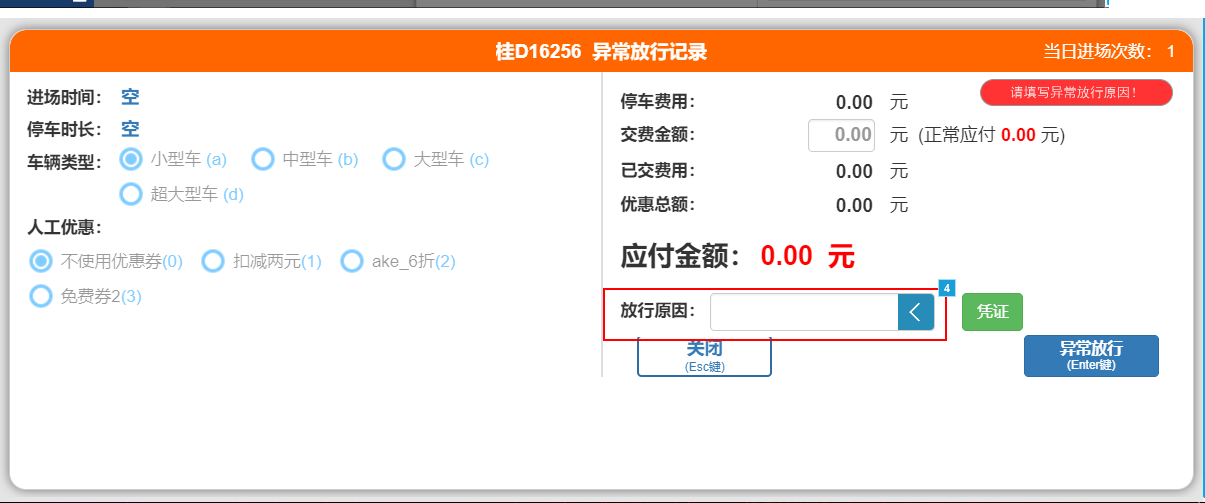 桂D16256 异常放行记录 当日进场次数： 1
进场时间： 空
停车时长： 空
车辆类型： 小型车 (a) 中型车 (b) 大型车 (c)
超大型车 (d)
人工优惠：
不使用优惠券(0) 扣减两元(1) ake_6折(2)
免费券2(3)
请填写异常放行原因！
停车费用： 0.00 元
交费金额： 0.00 元 (正常应付 0.00 元)
已交费用： 0.00 元
优惠总额： 0.00 元
应付金额： 0.00 元
4
放行原因： 凭证
关闭
(Esc键)
异常放行
(Enter键)